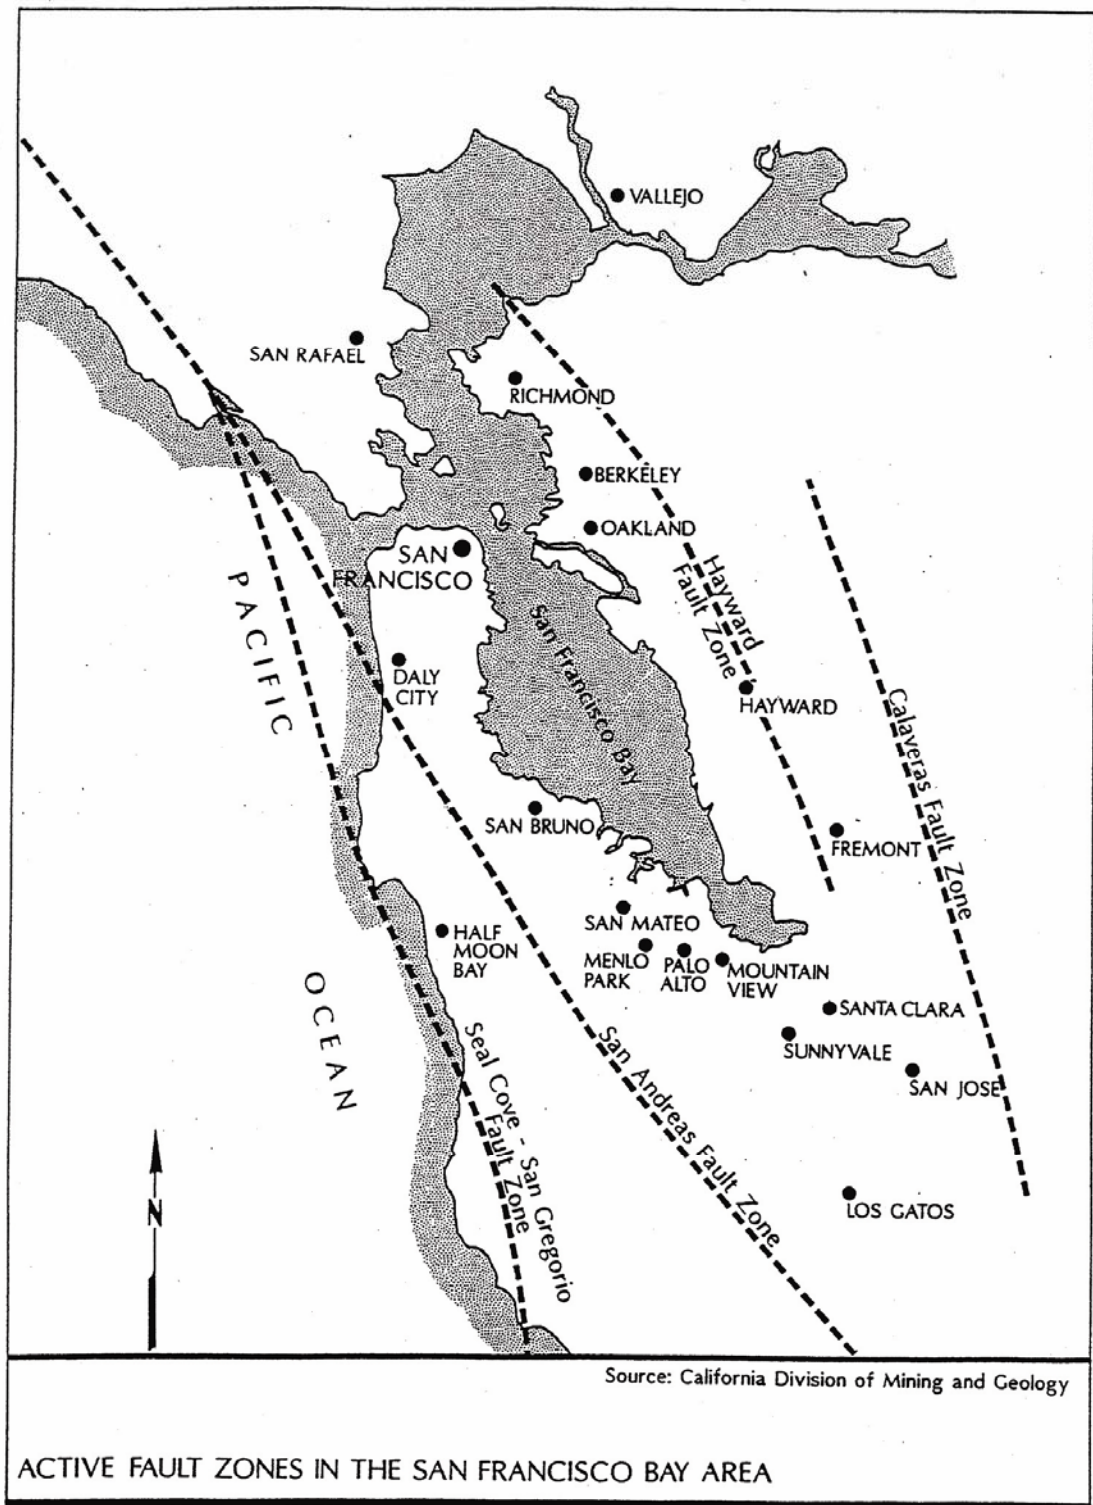 VALLEJO
SAN RAFAEL
RICHMOND
BERKELEY
OAKLAND
SAN
FRANCISCO
Hayward
Fault Zone
PACIFIC
San Francisco Bay
DALY
CITY
HAYWARD
Calaveras Fault Zone
SAN BRUNO
FREMONT
SAN MATEO
HALF
MOON
BAY
MENLO
PARK
PALO
ALTO
MOUNTAIN
VIEW
OCEAN
SANTA CLARA
SUNNYVALE
SAN JOSE
Seal Cove - San Gregorio
Fault Zone
San Andreas Fault Zone
LOS GATOS
N
Source: California Division of Mining and Geology
ACTIVE FAULT ZONES IN THE SAN FRANCISCO BAY AREA